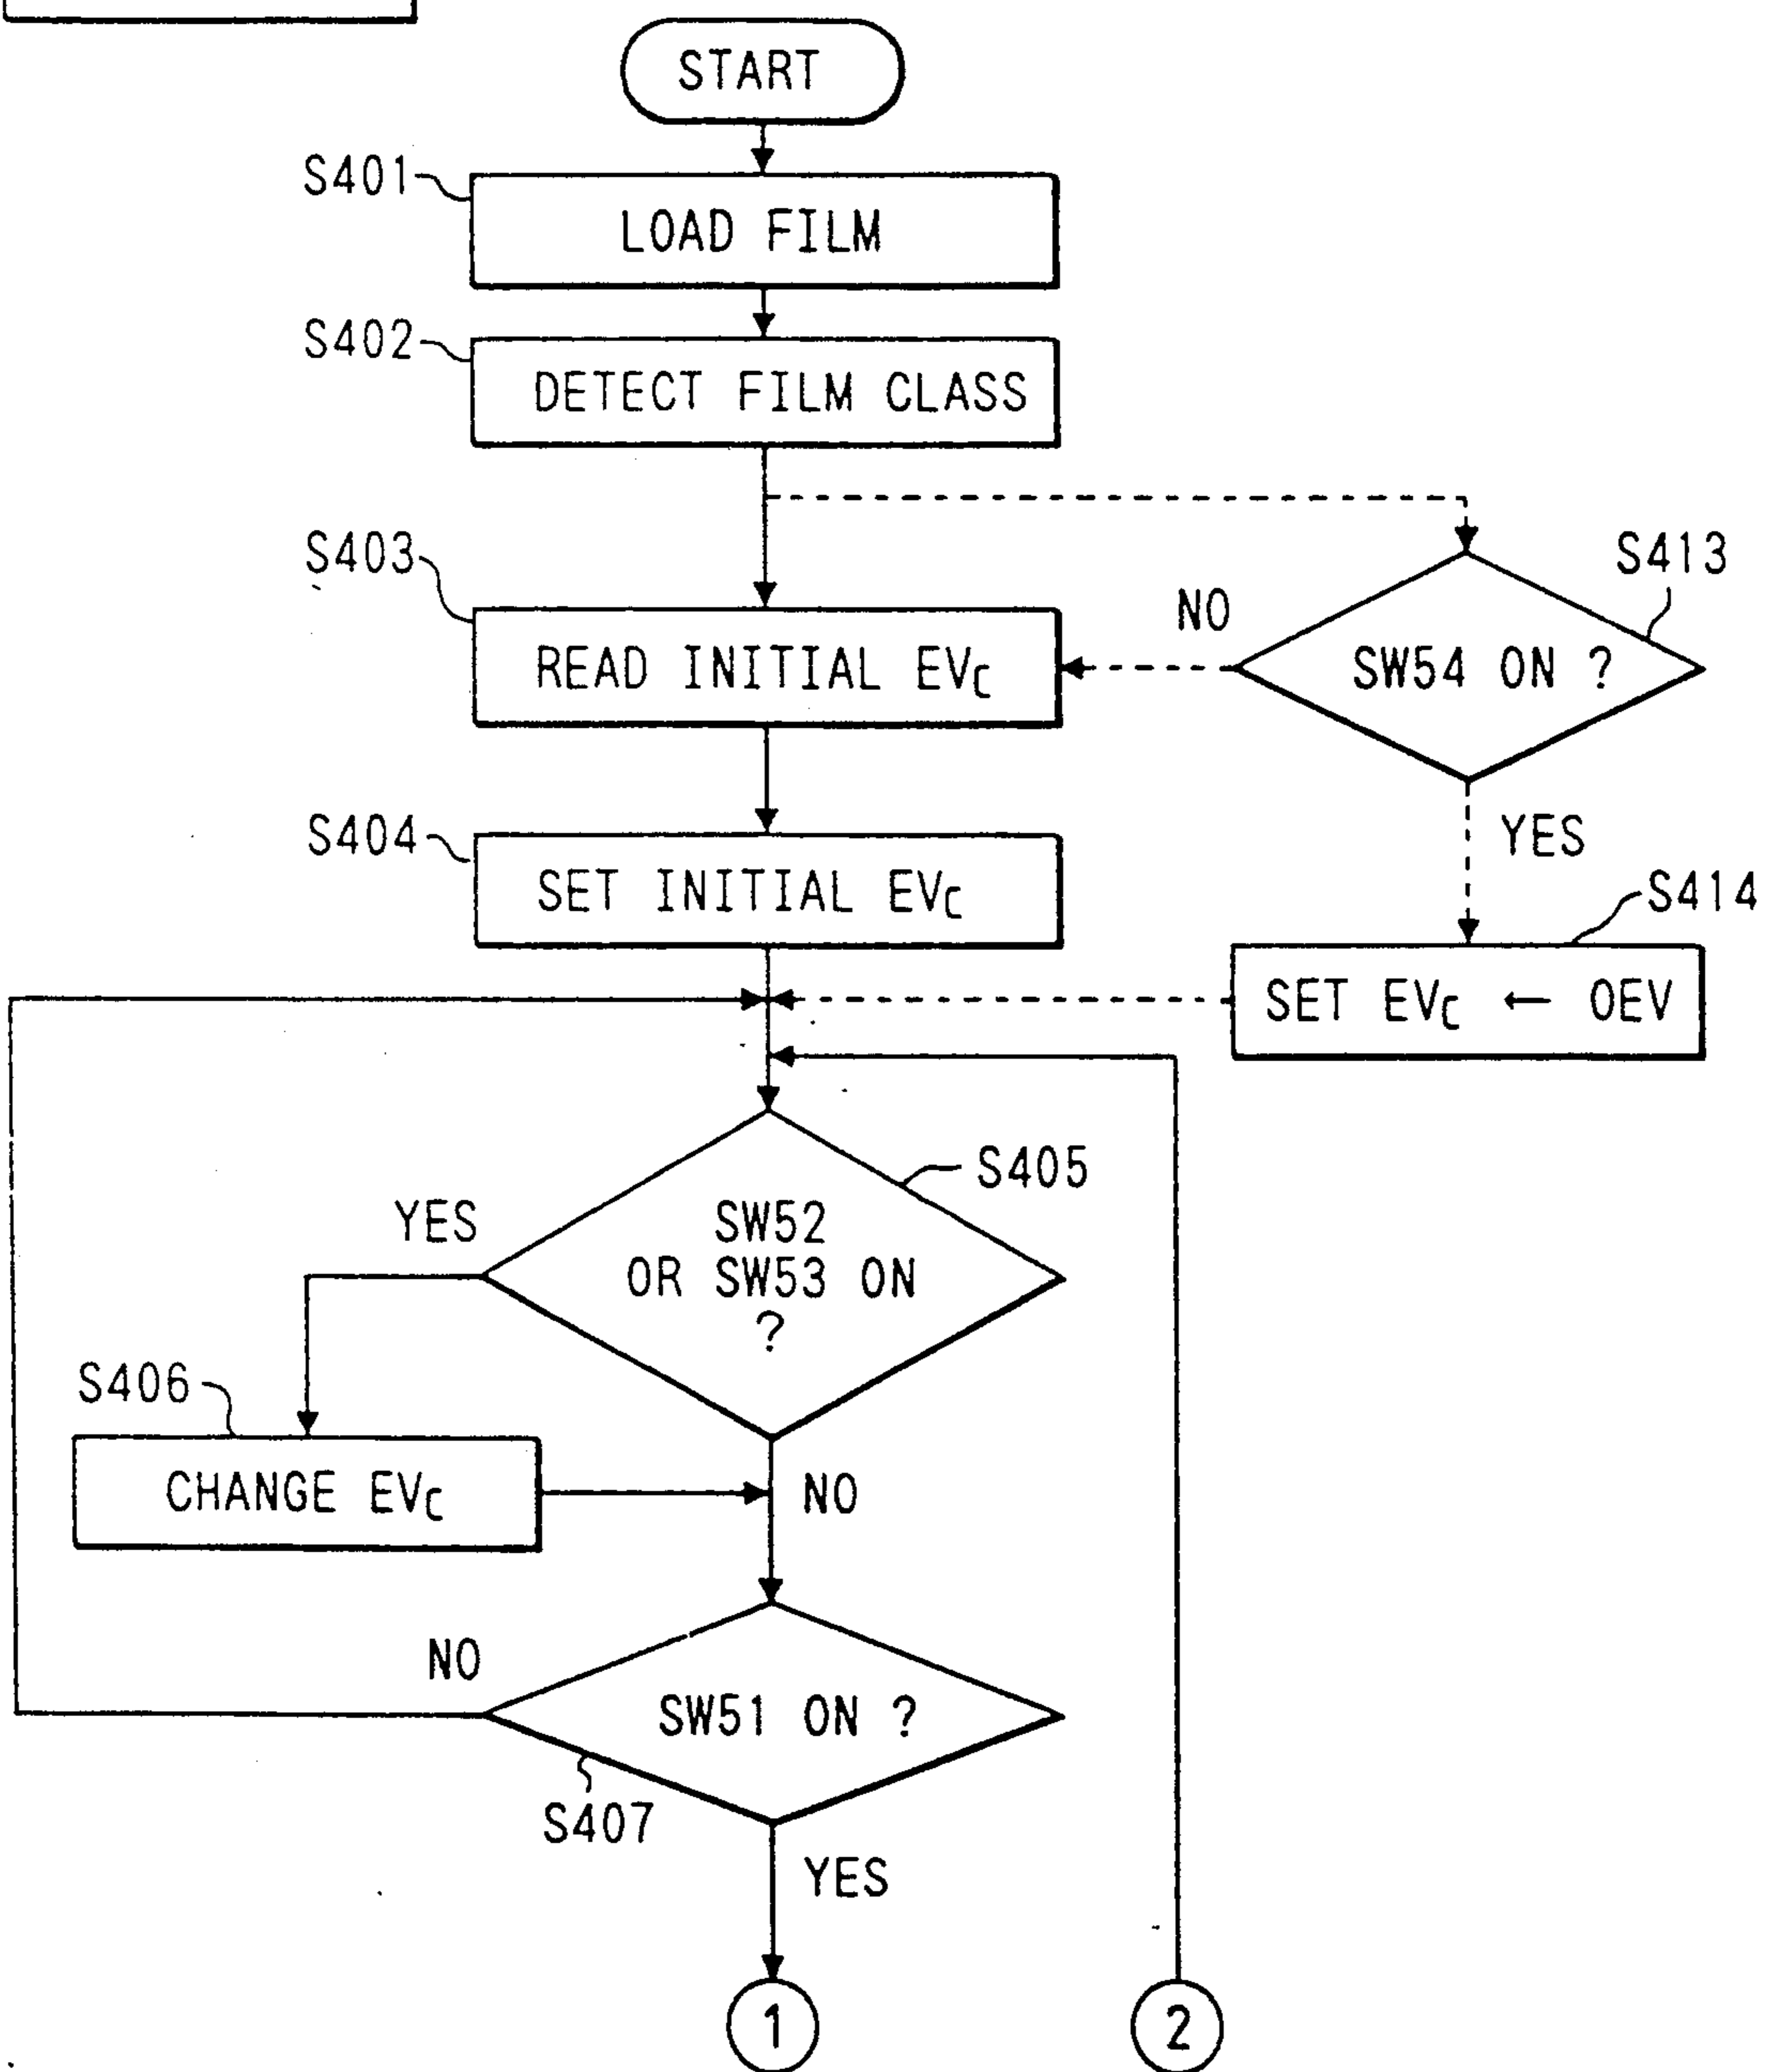 START
S401
LOAD FILM
S402
DETECT FILM CLASS
S403
READ INITIAL EVC
S413
NO
SW54 ON ?
YES
S404
SET INITIAL EVC
S414
SET EVC ← 0EV
S405
YES
SW52
OR SW53 ON
?
S406
CHANGE EVC
NO
NO
SW51 ON ?
S407
YES
1
2